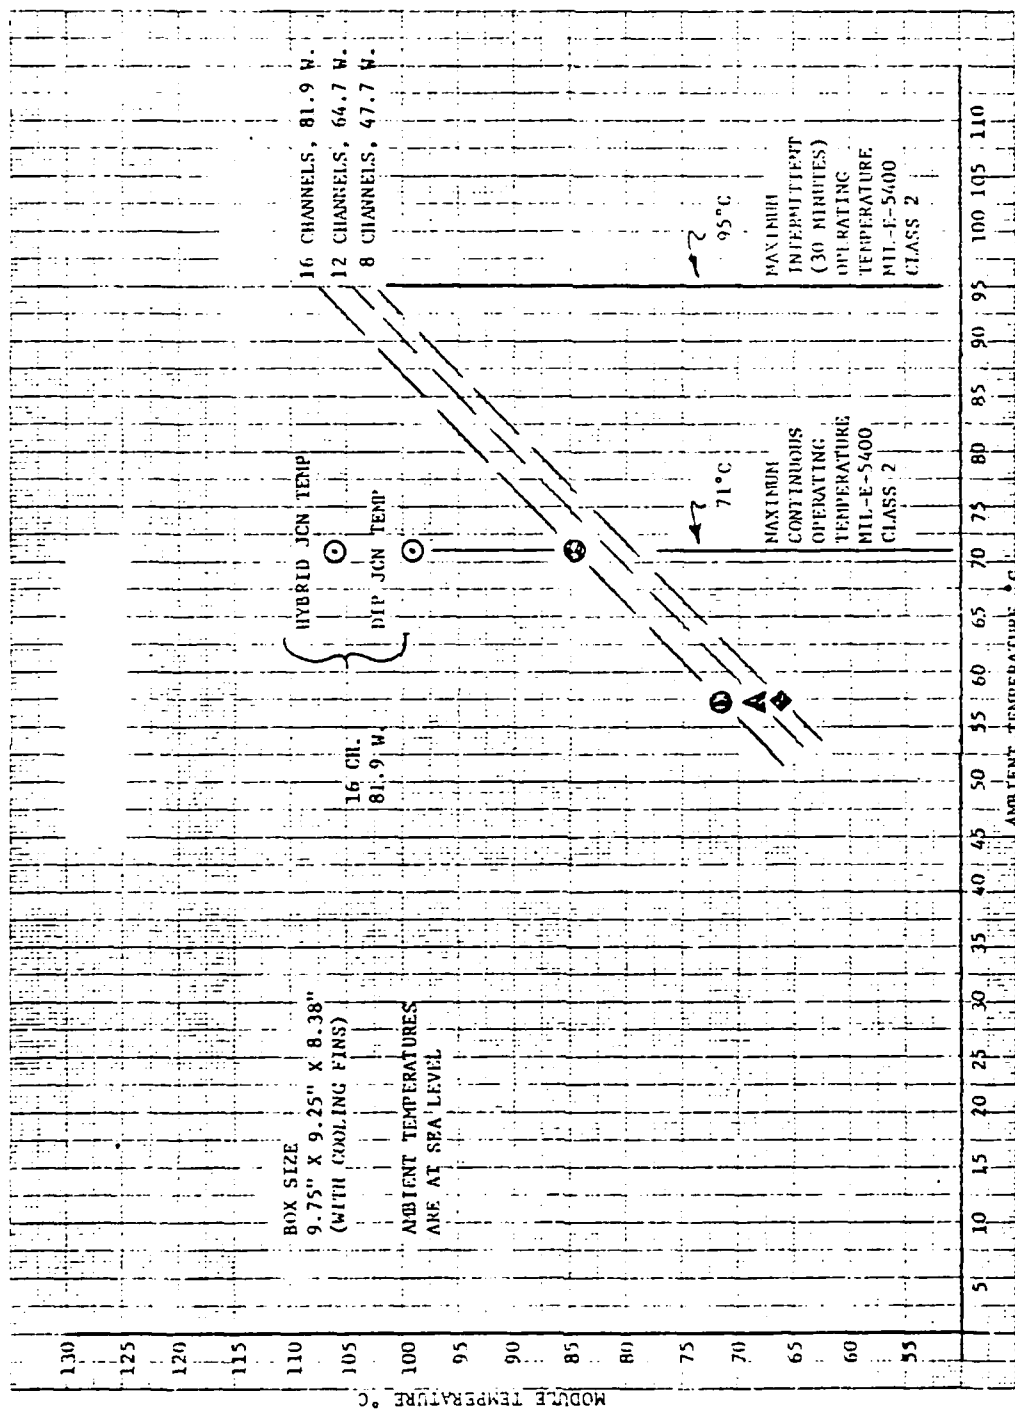 16 CHANNELS, 81.9 W.
12 CHANNELS, 64.7 W.
8 CHANNELS, 47.7 W.
HYBRID JCN TEMP
DIP JCN TEMP
16 CH.
81.9 W.
BOX SIZE
9.75" X 9.25" X 8.38"
(WITH COOLING FINS)
AMBIENT TEMPERATURES
ARE AT SEA LEVEL
71°C
MAXIMUM
CONTINUOUS
OPERATING
TEMPERATURE
MIL-E-5400
CLASS 2
95°C
MAXIMUM
INTERMITTENT
(30 MINUTES)
OPERATING
TEMPERATURE
MIL-E-5400
CLASS 2
MODULE TEMPERATURE °C
130
125
120
115
110
105
100
95
90
85
80
75
70
65
60
55
5
10
15
20
25
30
35
40
45
50
55
60
65
70
75
80
85
90
95
100
105
110
AMBIENT TEMPERATURE °C